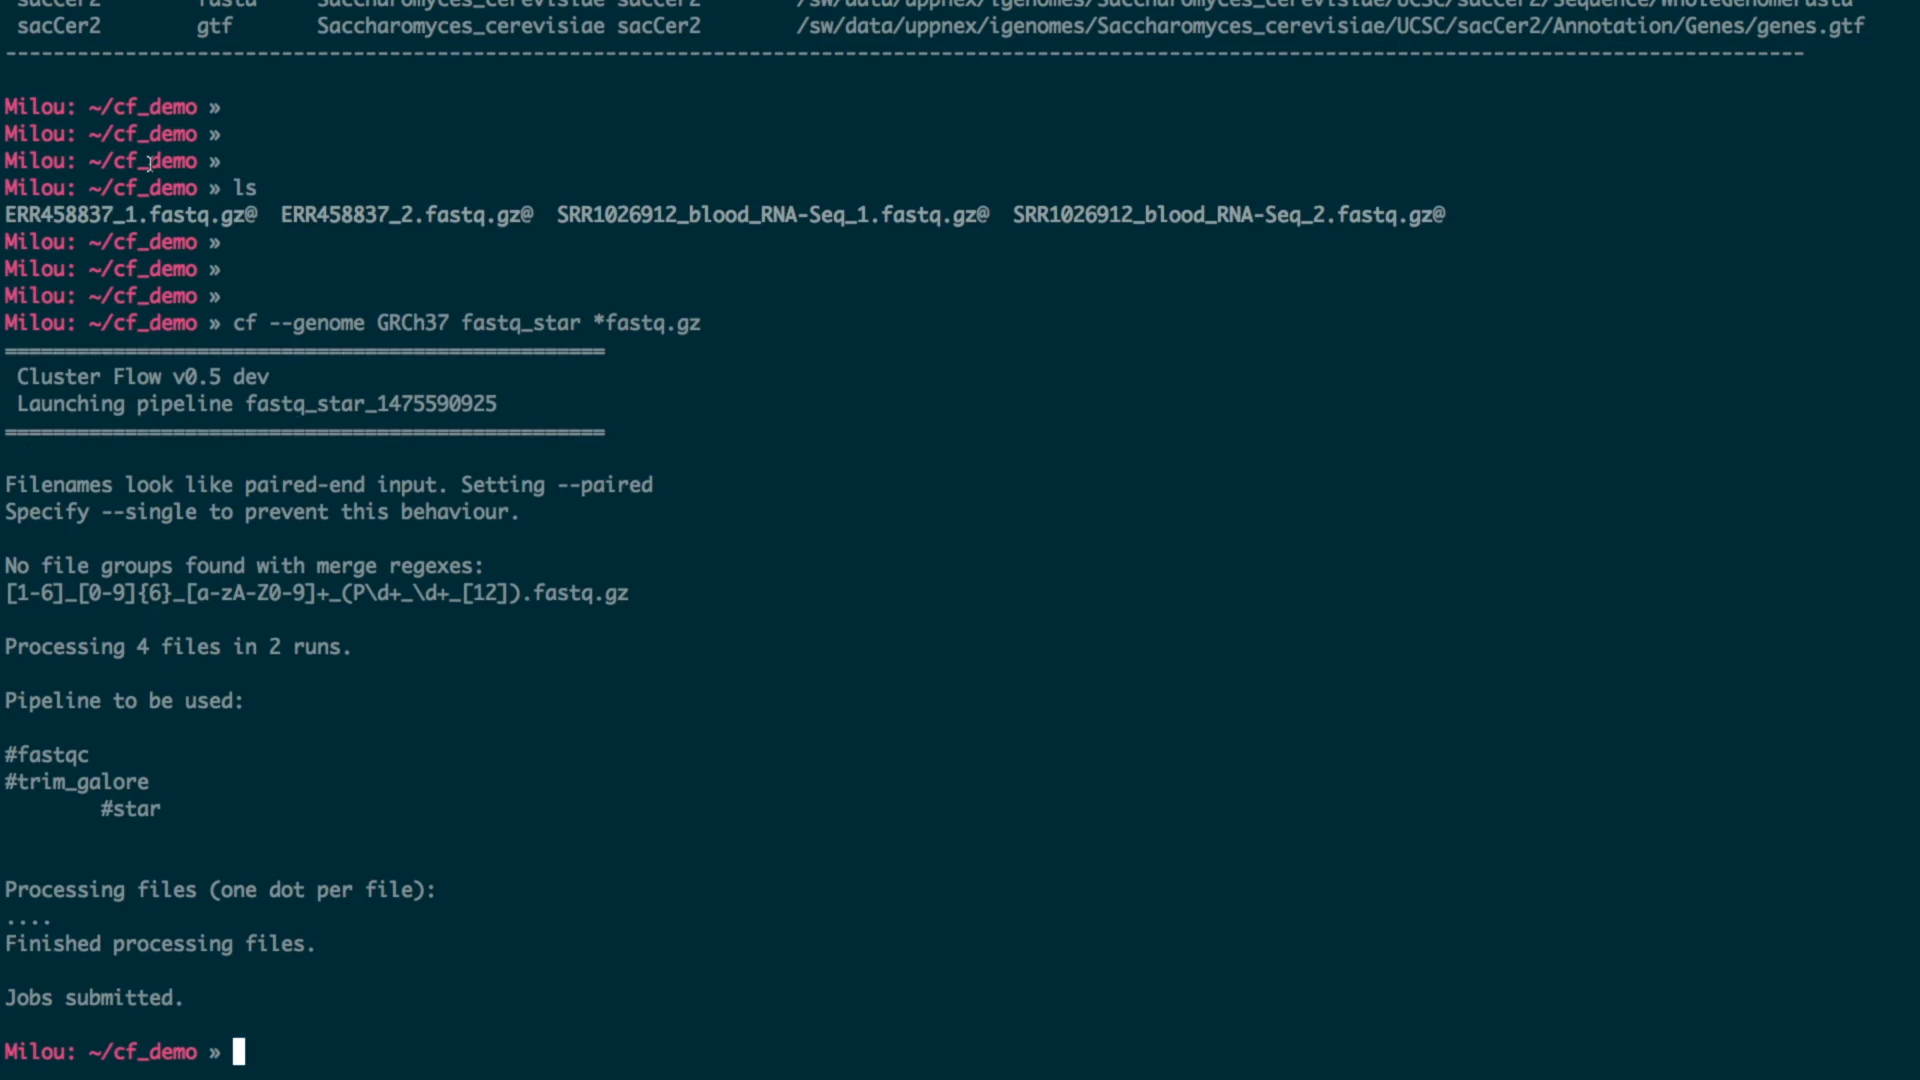 sacCer2 fasta Saccharomyces_cerevisiae sacCer2 /sw/data/uppnex/igenomes/Saccharomyces_cerevisiae/UCSC/sacCer2/Sequence/WholeGenomeFasta
sacCer2 gtf Saccharomyces_cerevisiae sacCer2 /sw/data/uppnex/igenomes/Saccharomyces_cerevisiae/UCSC/sacCer2/Annotation/Genes/genes.gtf
------------------------------------------------------------------------------------------------------------------------------------------------------
Milou: ~/cf_demo »
Milou: ~/cf_demo »
Milou: ~/cf_demo »
Milou: ~/cf_demo » ls
ERR458837_1.fastq.gz@ ERR458837_2.fastq.gz@ SRR1026912_blood_RNA-Seq_1.fastq.gz@ SRR1026912_blood_RNA-Seq_2.fastq.gz@
Milou: ~/cf_demo »
Milou: ~/cf_demo »
Milou: ~/cf_demo »
Milou: ~/cf_demo » cf --genome GRCh37 fastq_star *fastq.gz
==================================================
Cluster Flow v0.5 dev
Launching pipeline fastq_star_1475590925
==================================================
Filenames look like paired-end input. Setting --paired
Specify --single to prevent this behaviour.
No file groups found with merge regexes:
[1-6]_[0-9]{6}_[a-zA-Z0-9]+_(P\d+_\d+_[12]).fastq.gz
Processing 4 files in 2 runs.
Pipeline to be used:
#fastqc
#trim_galore
#star
Processing files (one dot per file):
....
Finished processing files.
Jobs submitted.
Milou: ~/cf_demo »